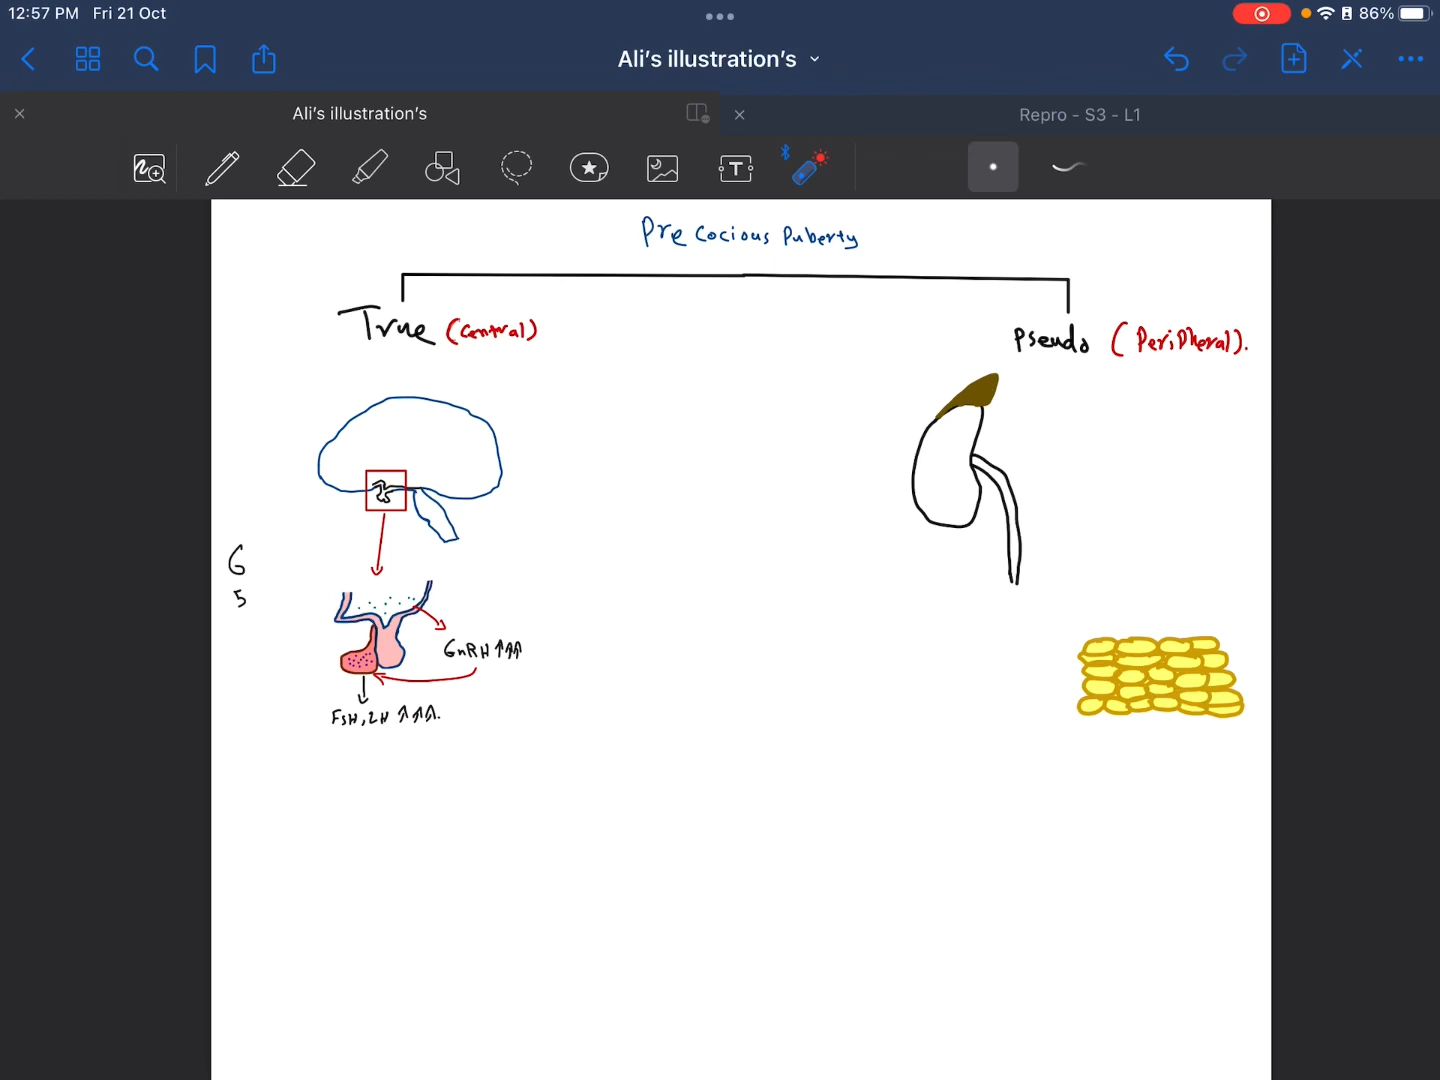 12:57 PM Fri 21 Oct
86%
Ali's illustration's
Ali's illustration's
Repro - S3 - L1
T
Pre Cocious Puberty
True (Central)
Pseudo (Peripheral).
6
5
GnRH ↑↑↑
FSH, LH ↑↑↑.